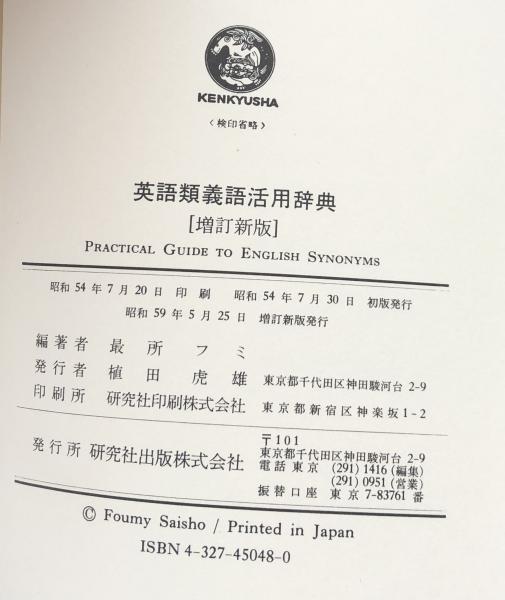 KENKYUSHA
〈検印省略〉
英語類義語活用辞典
[増訂新版]
PRACTICAL GUIDE TO ENGLISH SYNONYMS
昭和 54 年 7 月 20 日 印 刷 昭和 54 年 7 月 30 日 初版発行
昭和 59 年 5 月 25 日 増訂新版発行
編著者 最 所 フ ミ
発行者 植 田 虎 雄 東京都千代田区神田駿河台 2-9
印刷所 研究社印刷株式会社 東京都新宿区神楽坂1-2
発行所 研究社出版株式会社
〒101
東京都千代田区神田駿河台 2-9
電話 東京 (291) 1416 (編集)
(291) 0951 (営業)
振替口座 東京 7-83761 番
© Foumy Saisho / Printed in Japan
ISBN 4-327-45048-0